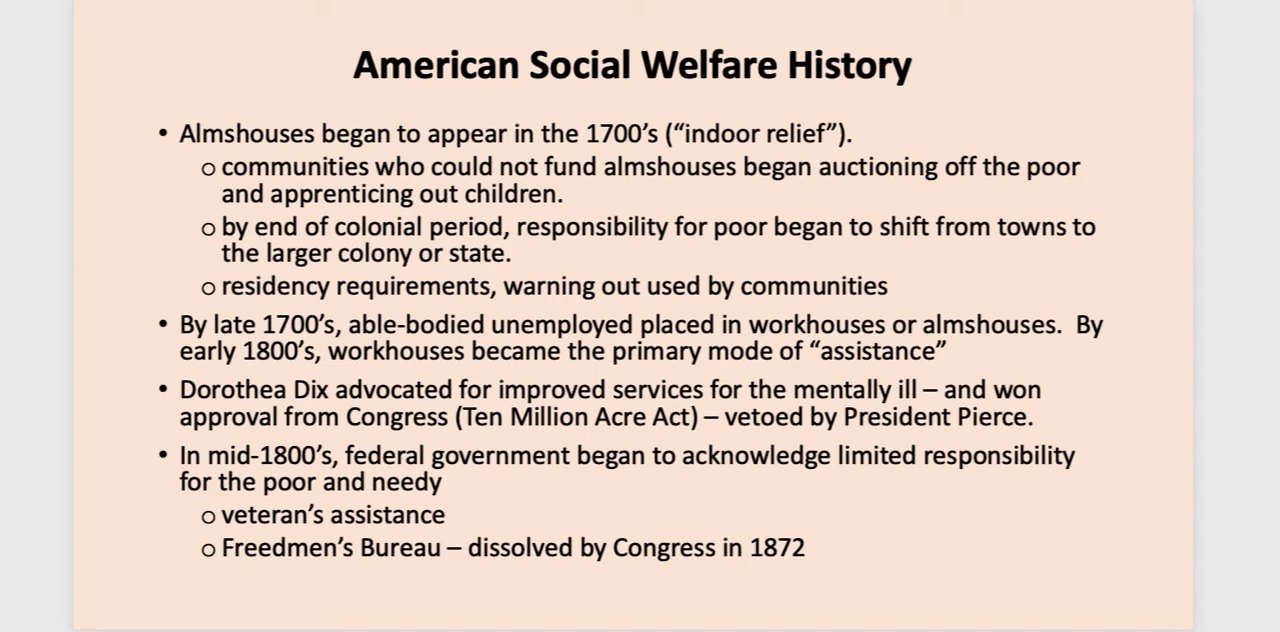 American Social Welfare History
• Almshouses began to appear in the 1700’s (“indoor relief”).
o communities who could not fund almshouses began auctioning off the poor
and apprenticing out children.
o by end of colonial period, responsibility for poor began to shift from towns to
the larger colony or state.
o residency requirements, warning out used by communities
• By late 1700’s, able-bodied unemployed placed in workhouses or almshouses.  By
early 1800’s, workhouses became the primary mode of “assistance”
• Dorothea Dix advocated for improved services for the mentally ill – and won
approval from Congress (Ten Million Acre Act) – vetoed by President Pierce.
• In mid-1800’s, federal government began to acknowledge limited responsibility
for the poor and needy
o veteran’s assistance
o Freedmen’s Bureau – dissolved by Congress in 1872